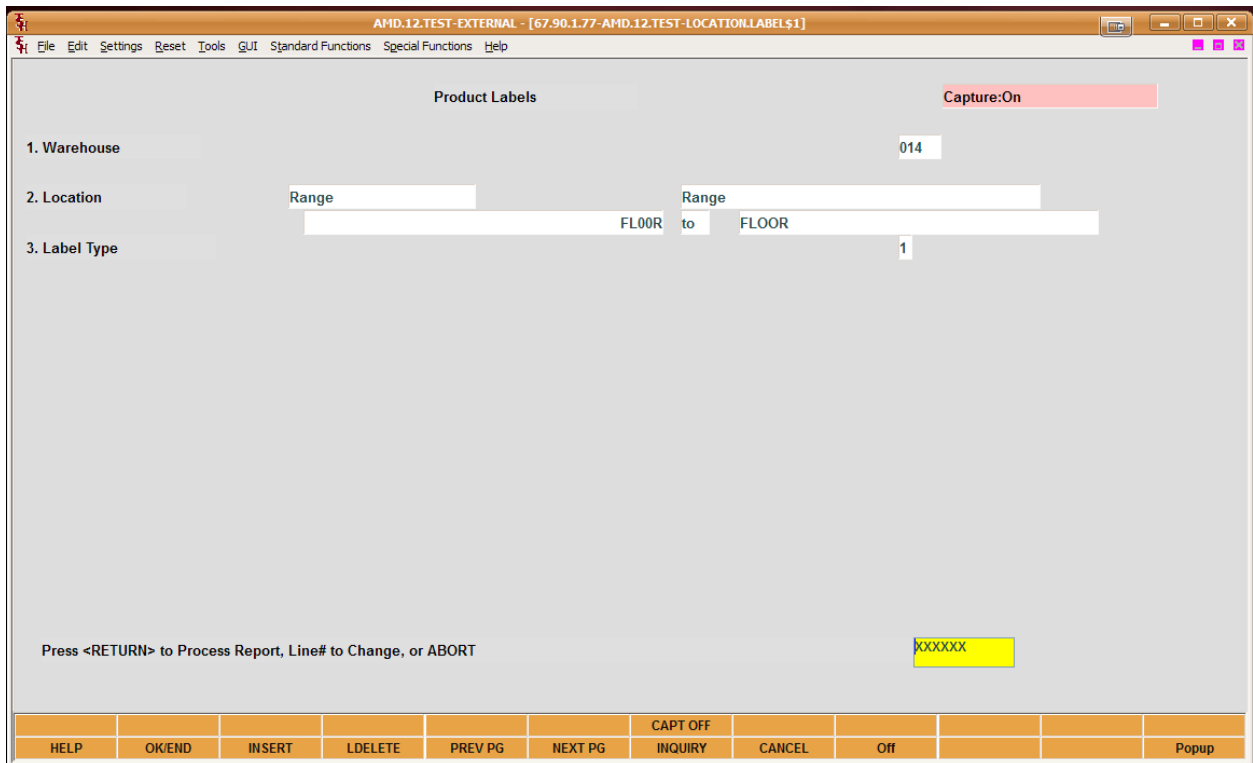 AMD.12.TEST-EXTERNAL - [67.90.1.77-AMD.12.TEST-LOCATION.LABEL$1]
File Edit Settings Reset Tools GUI Standard Functions Special Functions Help
Product Labels Capture:On
1. Warehouse 014
2. Location Range Range
FL00R to FLOOR
3. Label Type 1
Press <RETURN> to Process Report, Line# to Change, or ABORT XXXXXX
CAPT OFF
HELP OK/END INSERT LDELETE PREV PG NEXT PG INQUIRY CANCEL Off Popup